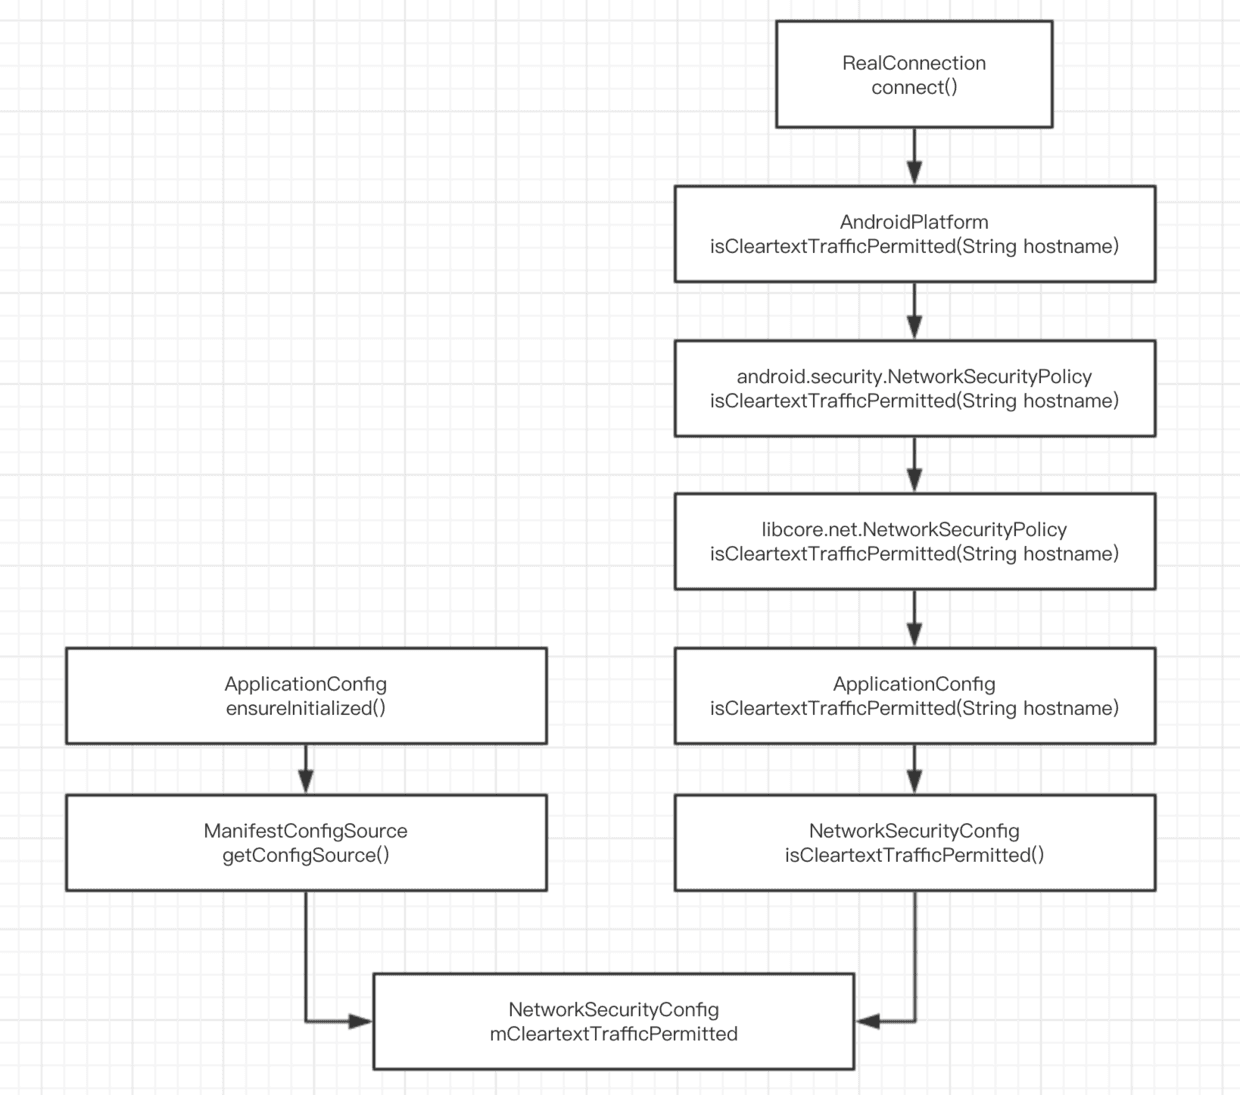 RealConnection
connect()
AndroidPlatform
isCleartextTrafficPermitted(String hostname)
android.security.NetworkSecurityPolicy
isCleartextTrafficPermitted(String hostname)
libcore.net.NetworkSecurityPolicy
isCleartextTrafficPermitted(String hostname)
ApplicationConfig
ensureInitialized()
ApplicationConfig
isCleartextTrafficPermitted(String hostname)
ManifestConfigSource
getConfigSource()
NetworkSecurityConfig
isCleartextTrafficPermitted()
NetworkSecurityConfig
mCleartextTrafficPermitted